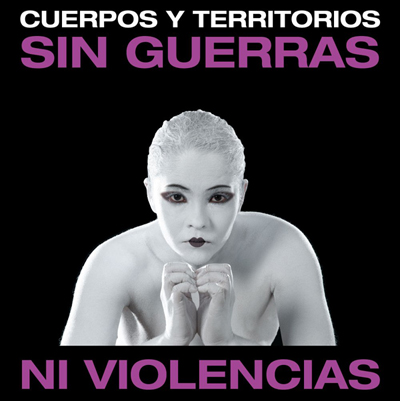 CUERPOS Y TERRITORIOS
SIN GUERRAS
NI VIOLENCIAS